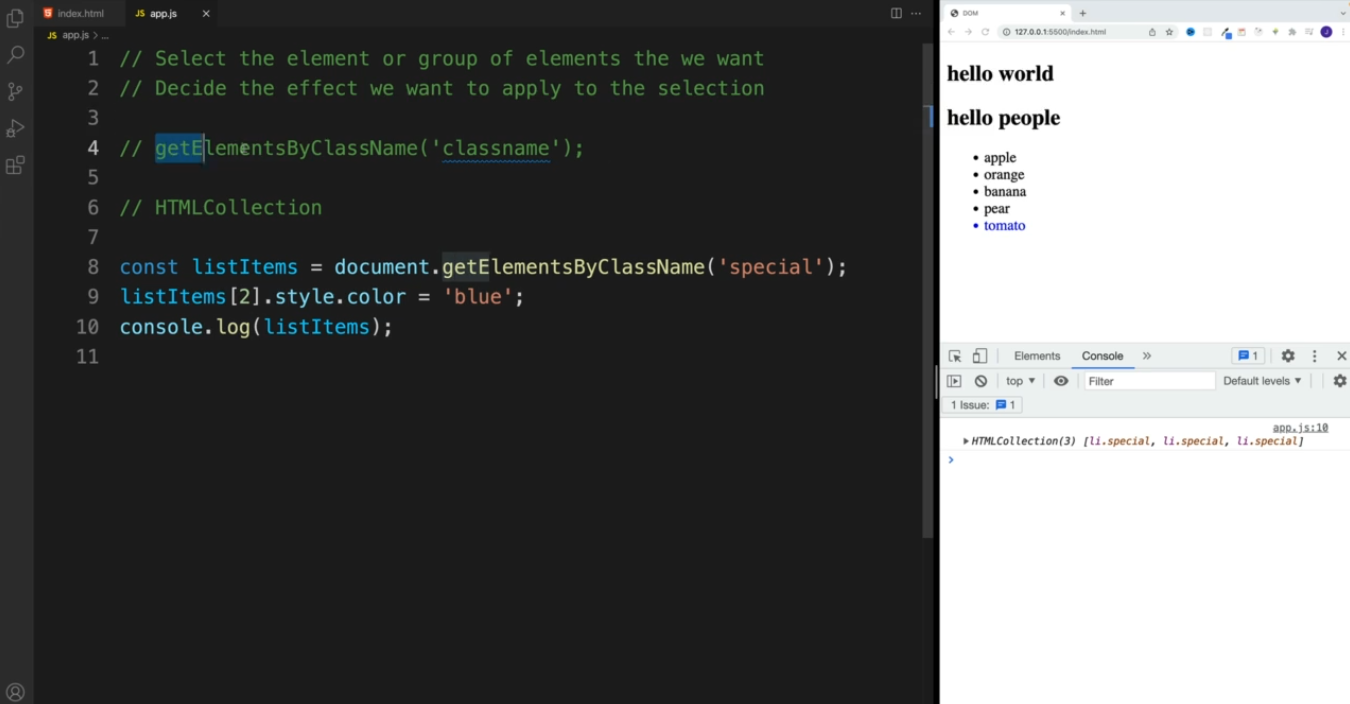 index.html
JS app.js
JS app.js > ...
1 // Select the element or group of elements the we want
2 // Decide the effect we want to apply to the selection
3
4 // getElementsByClassName('classname');
5
6 // HTMLCollection
7
8 const listItems = document.getElementsByClassName('special');
9 listItems[2].style.color = 'blue';
10 console.log(listItems);
11
DOM
127.0.0.1:5500/index.html
hello world
hello people
• apple
• orange
• banana
• pear
• tomato
Elements Console » 1
top ▼ Filter Default levels ▼
1 Issue: 1
app.js:10
▶ HTMLCollection(3) [li.special, li.special, li.special]
›